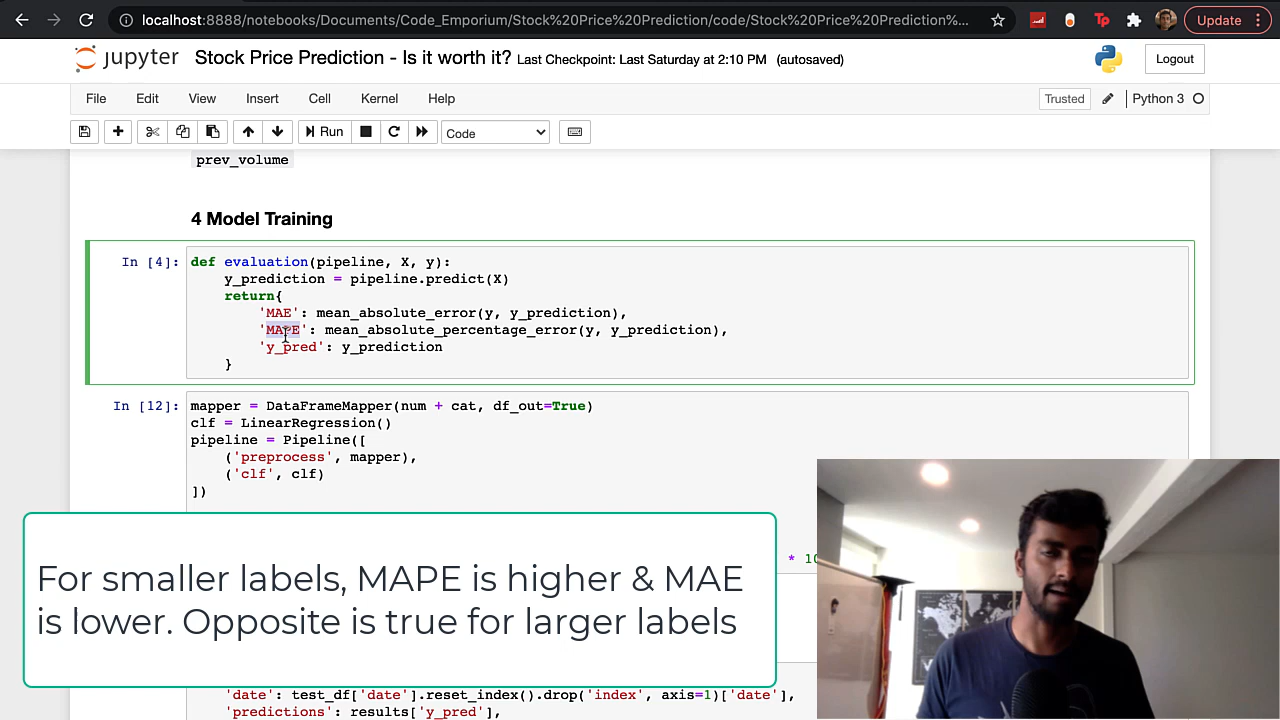 localhost:8888/notebooks/Documents/Code_Emporium/Stock%20Price%20Prediction/code/Stock%20Price%20Prediction%...
Tp
Update
jupyter Stock Price Prediction - Is it worth it? Last Checkpoint: Last Saturday at 2:10 PM (autosaved)
Logout
File Edit View Insert Cell Kernel Help
Trusted
Python 3
Run
Code
prev_volume
4 Model Training
In [4]: def evaluation(pipeline, X, y):
y_prediction = pipeline.predict(X)
return{
'MAE': mean_absolute_error(y, y_prediction),
'MAPE': mean_absolute_percentage_error(y, y_prediction),
'y_pred': y_prediction
}
In [12]: mapper = DataFrameMapper(num + cat, df_out=True)
clf = LinearRegression()
pipeline = Pipeline([
('preprocess', mapper),
('clf', clf)
])
* 10
For smaller labels, MAPE is higher & MAE
is lower. Opposite is true for larger labels
'date': test_df['date'].reset_index().drop('index', axis=1)['date'],
'predictions': results['y_pred'],